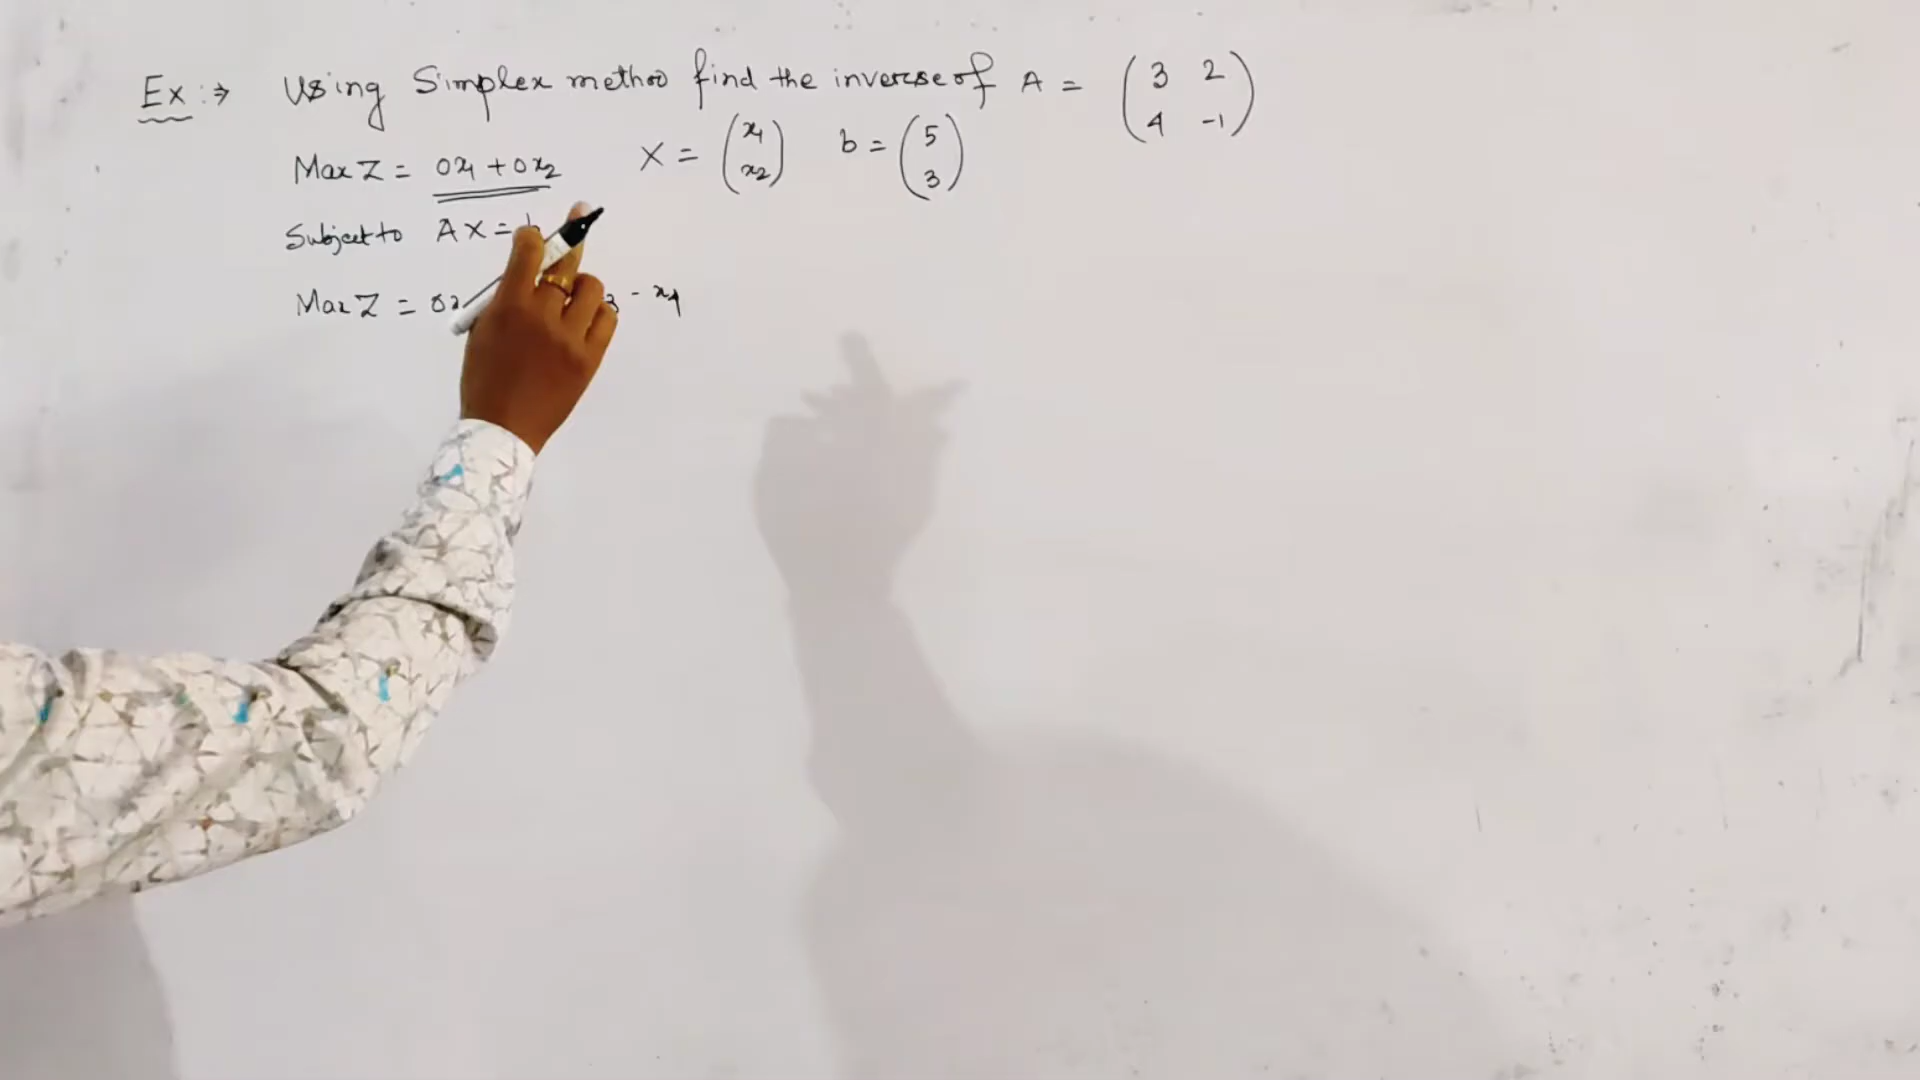 Ex :⇒ Using Simplex method find the inverse of A = (3 2
4 -1)
Max Z = 0x1 + 0x2 X = (x1
x2) b = (5
3)
Subject to AX =
Max Z = - x4